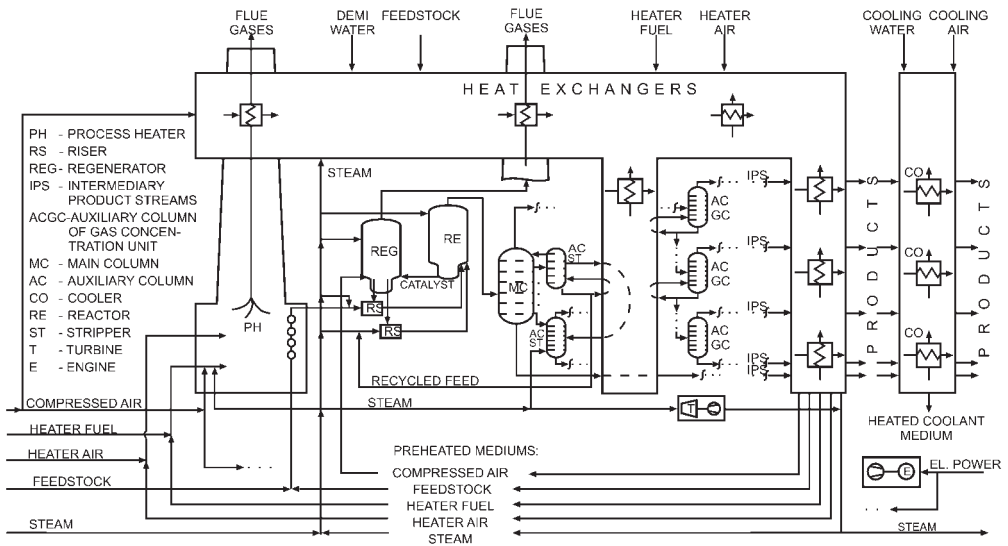 FLUE
GASES
DEMI
WATER
FEEDSTOCK
FLUE
GASES
HEATER
FUEL
HEATER
AIR
COOLING
WATER
COOLING
AIR
HEAT EXCHANGERS
PH - PROCESS HEATER
RS - RISER
REG- REGENERATOR
IPS - INTERMEDIARY
PRODUCT STREAMS
ACGC-AUXILIARY COLUMN
OF GAS CONCEN-
TRATION UNIT
MC - MAIN COLUMN
AC - AUXILIARY COLUMN
CO - COOLER
RE - REACTOR
ST - STRIPPER
T - TURBINE
E - ENGINE
STEAM
REG
RE
CATALYST
RS
RS
MC
AC
ST
AC
ST
IPS
AC
GC
IPS
AC
GC
IPS
AC
GC
IPS
IPS
PRODUCTS
CO
CO
CO
PRODUCTS
PH
RECYCLED FEED
STEAM
T
COMPRESSED AIR
HEATER FUEL
HEATER AIR
FEEDSTOCK
STEAM
PREHEATED MEDIUMS:
COMPRESSED AIR
FEEDSTOCK
HEATER FUEL
HEATER AIR
STEAM
HEATED COOLANT
MEDIUM
E
EL. POWER
STEAM